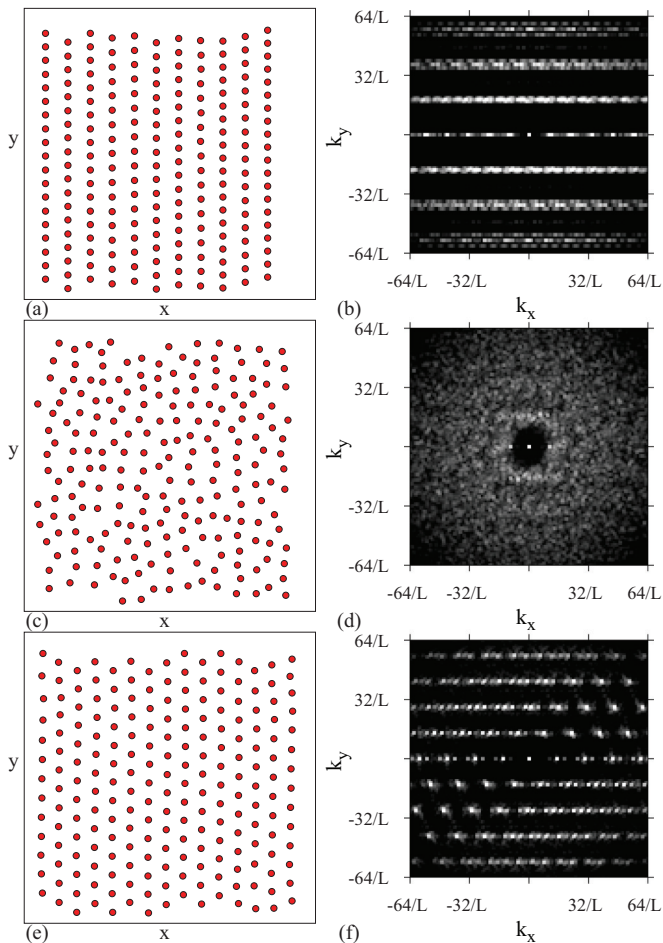 y
(a)
x
64/L
32/L
k_y
-32/L
-64/L
-64/L -32/L 32/L 64/L
(b)
k_x
y
(c)
x
64/L
32/L
k_y
-32/L
-64/L
-64/L -32/L 32/L 64/L
(d)
k_x
y
(e)
x
64/L
32/L
k_y
-32/L
-64/L
-64/L -32/L 32/L 64/L
(f)
k_x